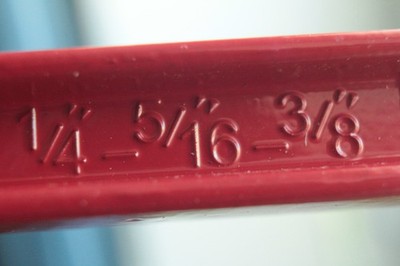 1/4" - 5/16" - 3/8"